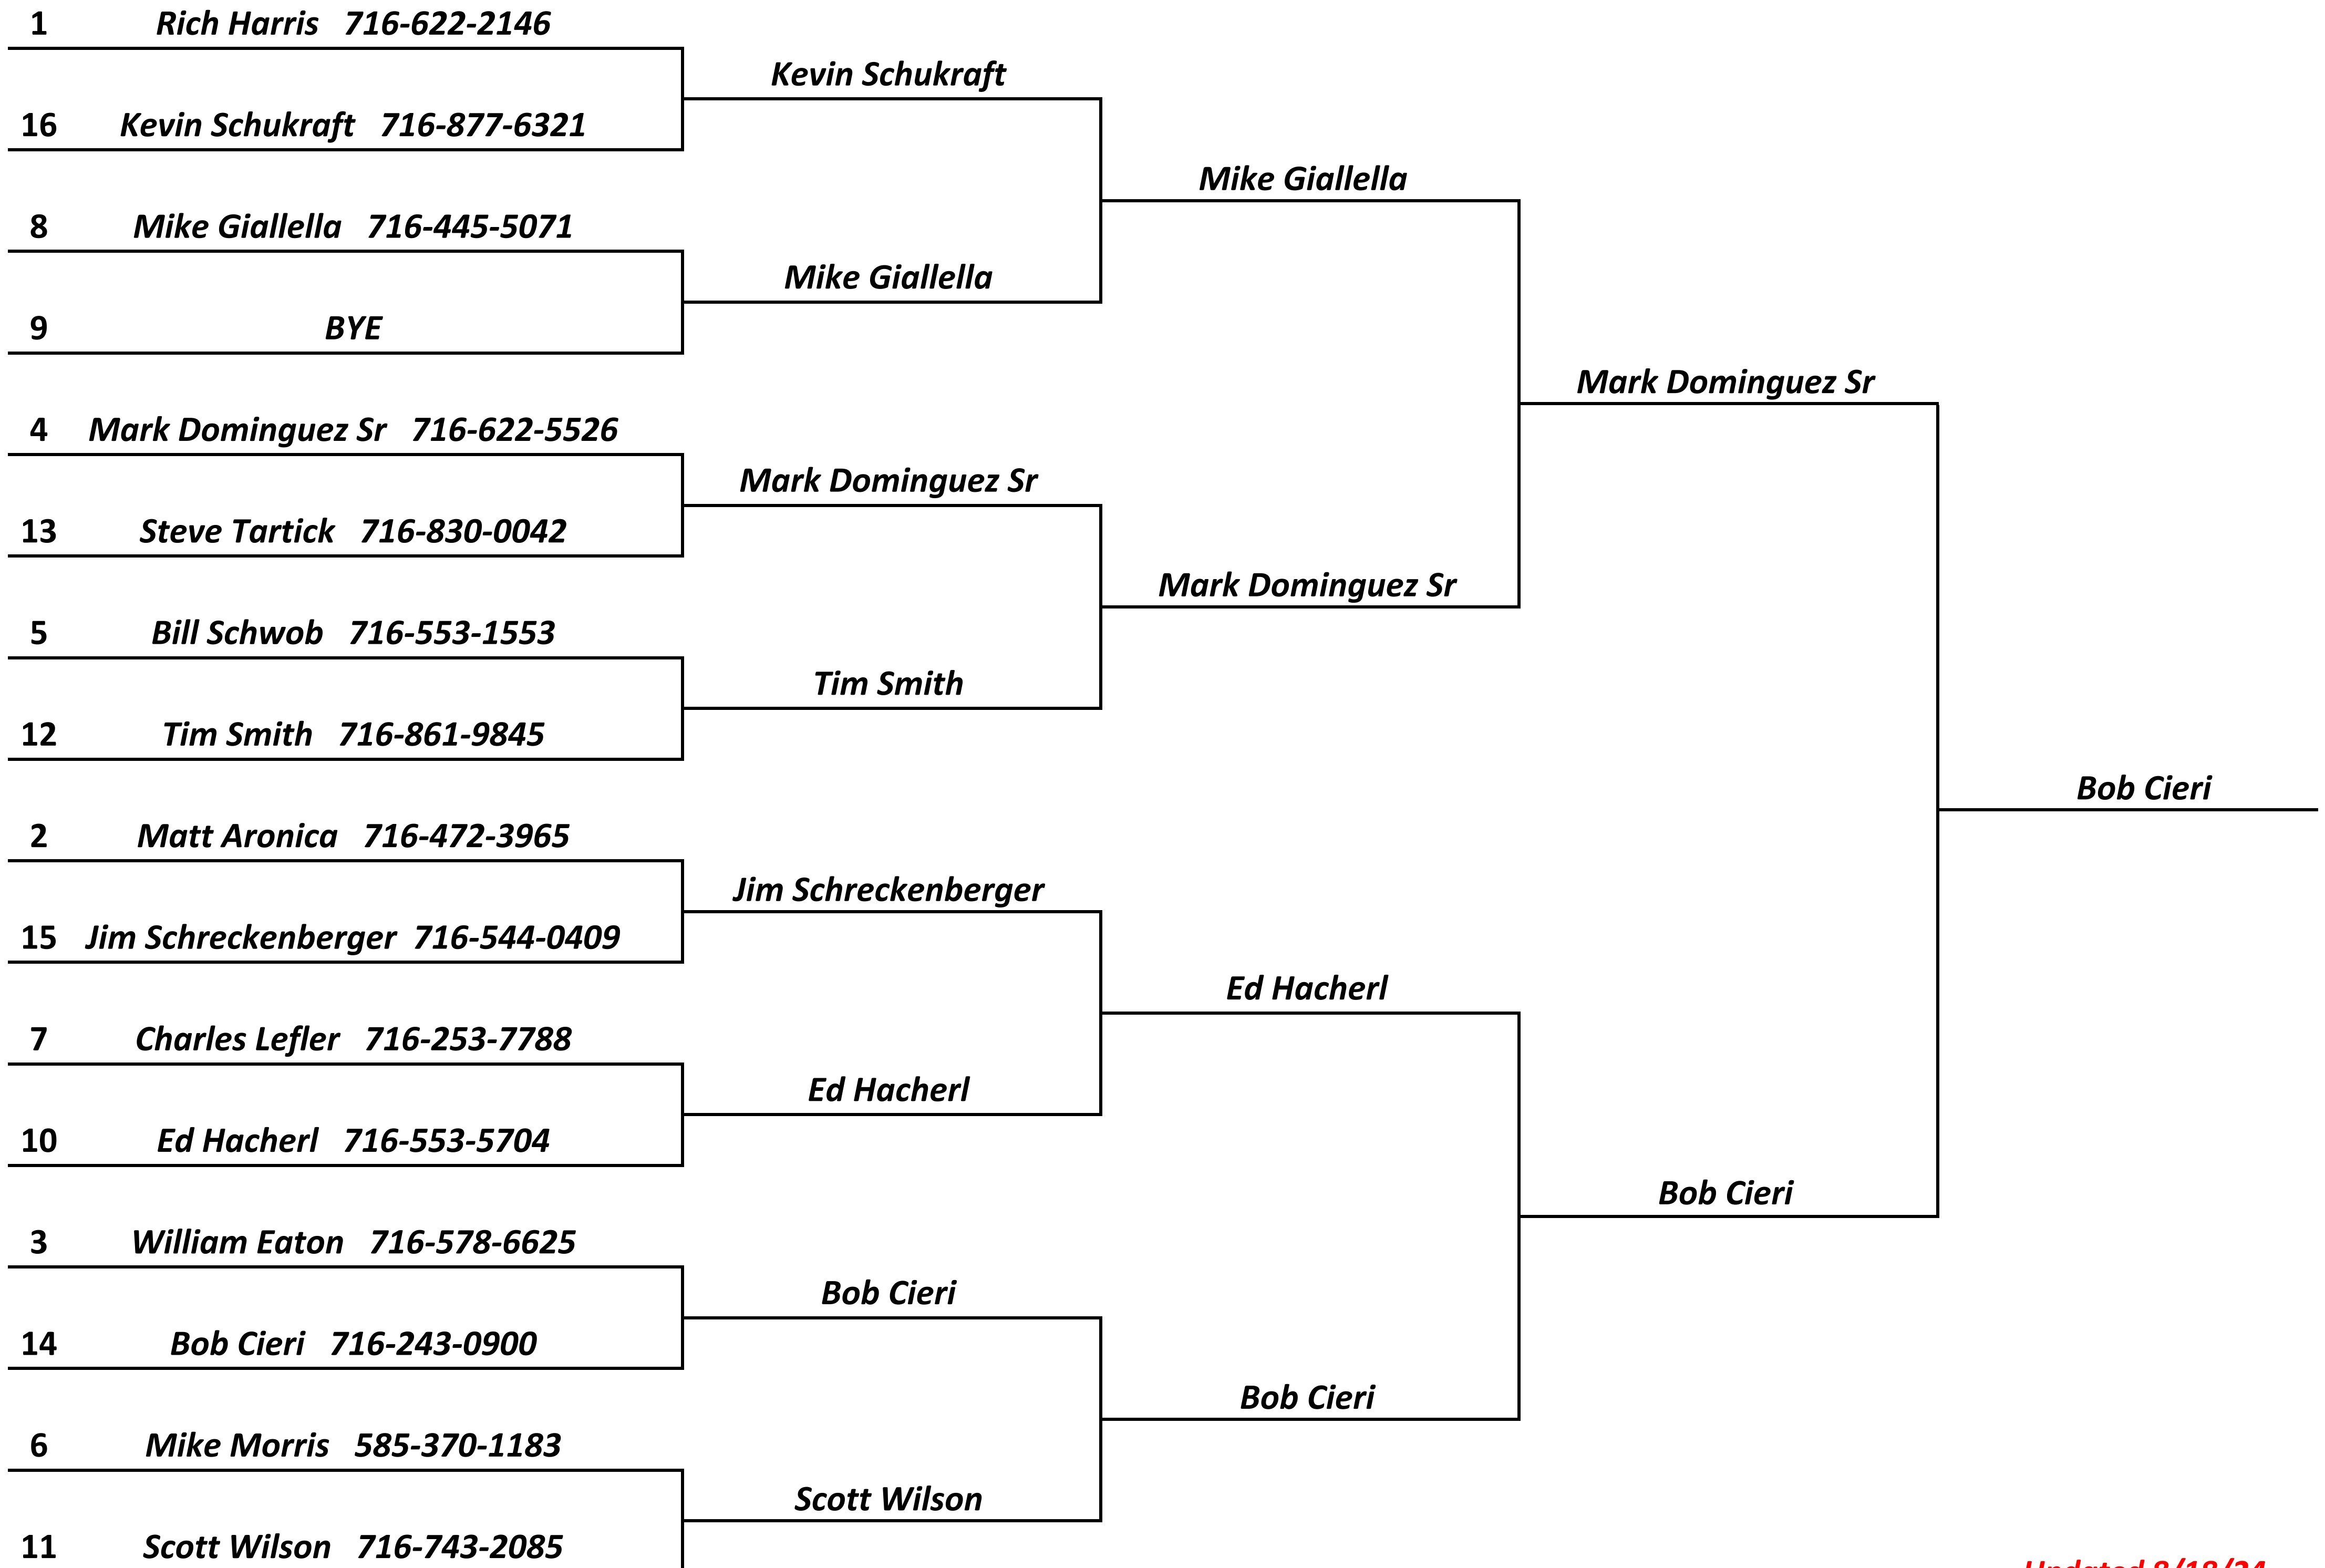 1 Rich Harris 716-622-2146
Kevin Schukraft
16 Kevin Schukraft 716-877-6321
Mike Giallella
8 Mike Giallella 716-445-5071
Mike Giallella
9 BYE
Mark Dominguez Sr
4 Mark Dominguez Sr 716-622-5526
Mark Dominguez Sr
13 Steve Tartick 716-830-0042
Mark Dominguez Sr
5 Bill Schwob 716-553-1553
Tim Smith
12 Tim Smith 716-861-9845
Bob Cieri
2 Matt Aronica 716-472-3965
Jim Schreckenberger
15 Jim Schreckenberger 716-544-0409
Ed Hacherl
7 Charles Lefler 716-253-7788
Ed Hacherl
10 Ed Hacherl 716-553-5704
Bob Cieri
3 William Eaton 716-578-6625
Bob Cieri
14 Bob Cieri 716-243-0900
Bob Cieri
6 Mike Morris 585-370-1183
Scott Wilson
11 Scott Wilson 716-743-2085
Updated 8/18/24